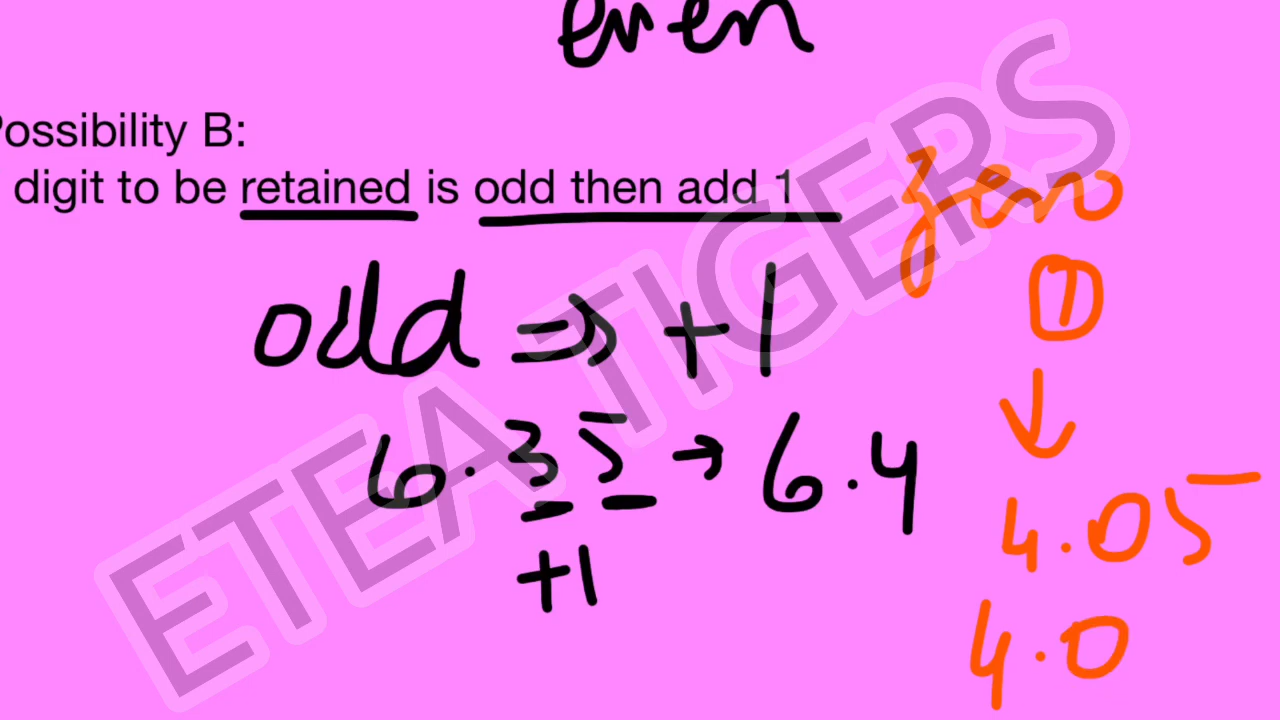 even
Possibility B:
digit to be retained is odd then add 1
odd ⇒ +1
6.35 → 6.4
+1
zero
0
↓
4.05
4.0
ETEA TIGERS